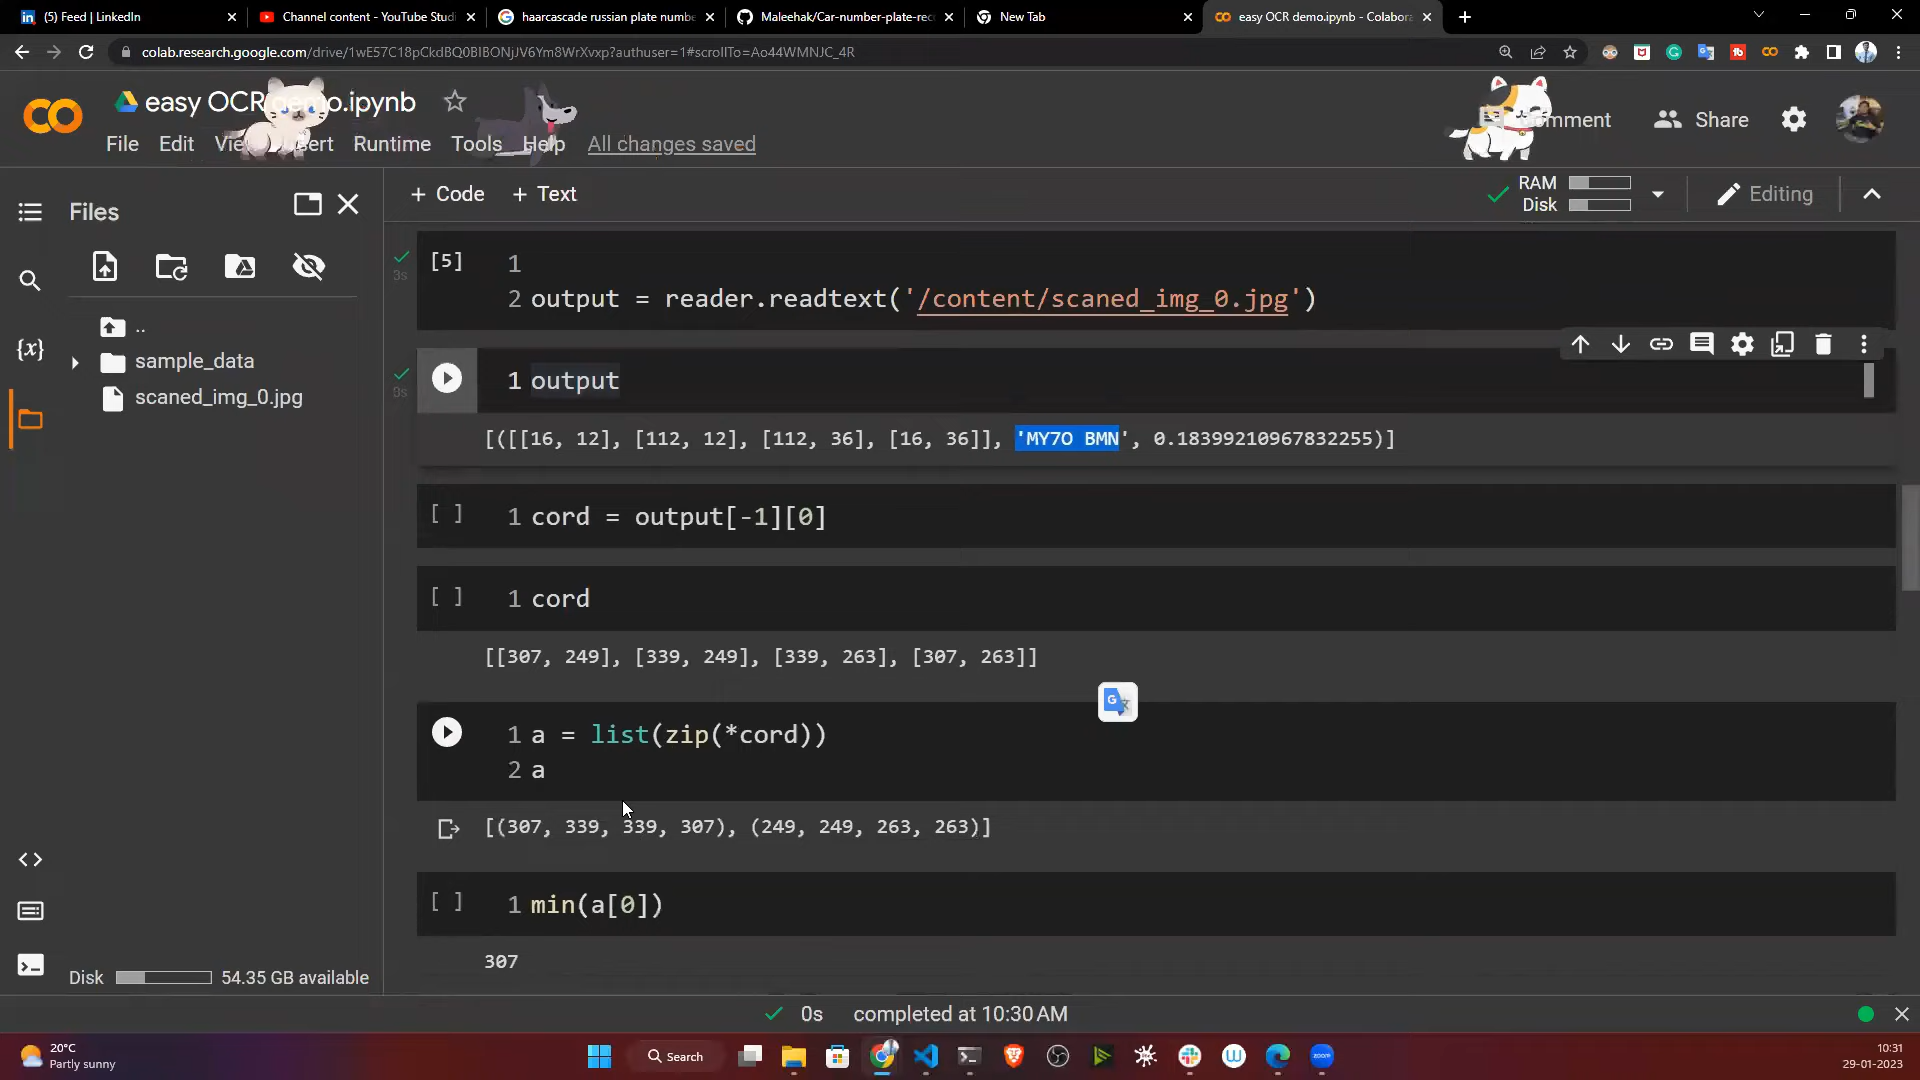 (5) Feed | LinkedIn
Channel content - YouTube Studi
haarcascade russian plate numbe
Maleehak/Car-number-plate-rec
New Tab
easy OCR demo.ipynb - Colabora
colab.research.google.com/drive/1wE57C18pCkdBQ0BIBONjJV6Ym8WrXvxp?authuser=1#scrollTo=Ao44WMNJC_4R
easy OCR demo.ipynb
Comment
Share
File Edit View Insert Runtime Tools Help All changes saved
Files
+ Code + Text
RAM
Disk
Editing
..
sample_data
scaned_img_0.jpg
Disk 54.35 GB available
[5] 1
3s
2 output = reader.readtext('/content/scaned_img_0.jpg')
1 output
0s
[([[16, 12], [112, 12], [112, 36], [16, 36]], 'MY7O BMN', 0.18399210967832255)]
[ ] 1 cord = output[-1][0]
[ ] 1 cord
[[307, 249], [339, 249], [339, 263], [307, 263]]
1 a = list(zip(*cord))
2 a
[(307, 339, 339, 307), (249, 249, 263, 263)]
[ ] 1 min(a[0])
307
0s completed at 10:30 AM
20°C
Partly sunny
Search
zoom
10:31
29-01-2023